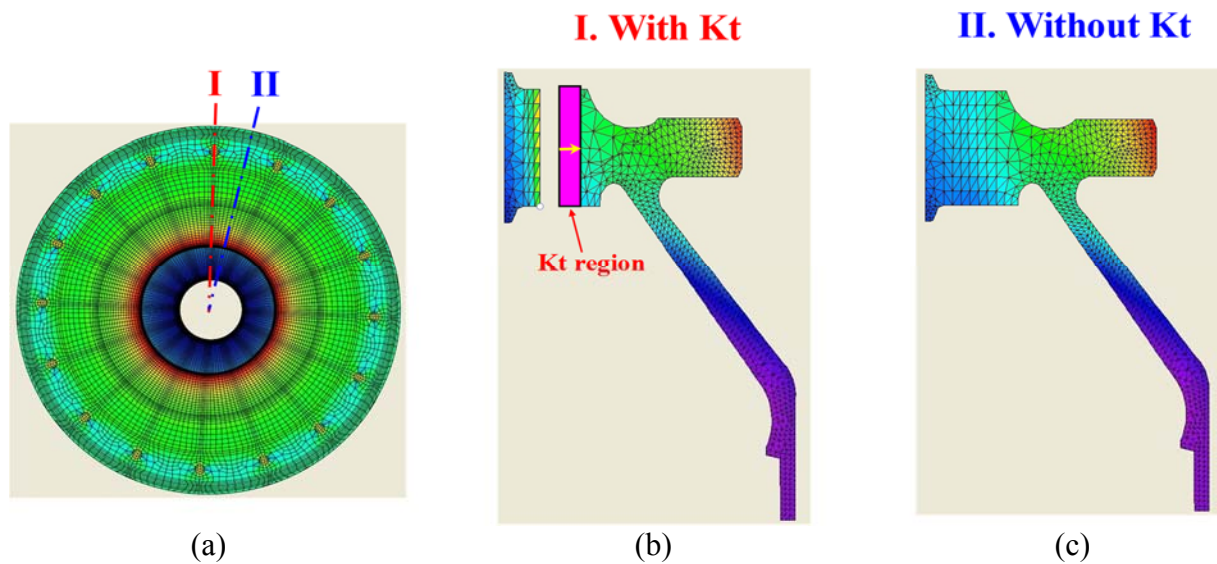 I. With Kt
II. Without Kt
I II
Kt region
(a)
(b)
(c)